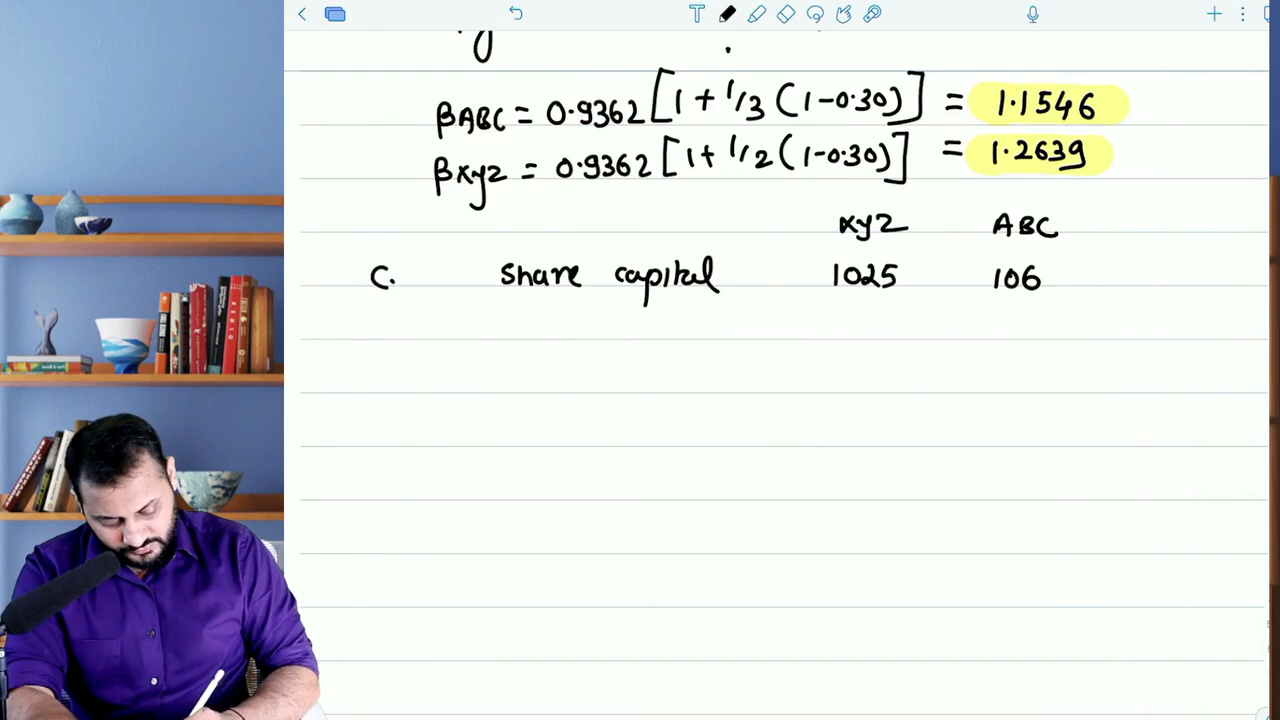 βABC = 0.9362 [1 + 1/3 (1-0.30)] = 1.1546
βxyz = 0.9362 [1+ 1/2 (1-0.30)] = 1.2639
xyz ABC
C. Share capital 1025 106